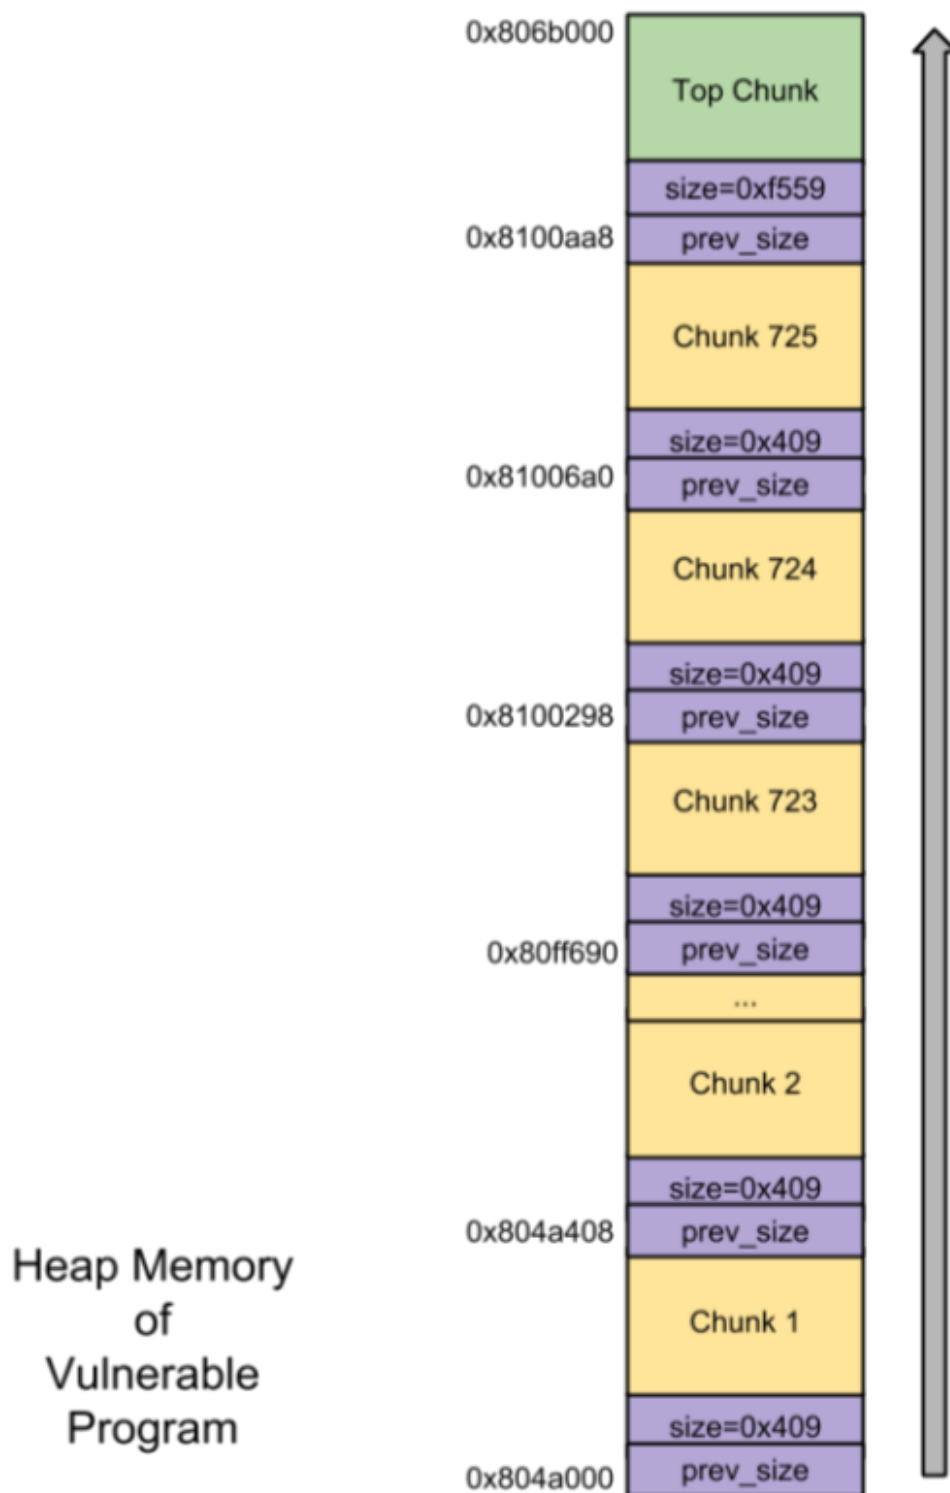 0x806b000
Top Chunk
size=0xf559
0x8100aa8
prev_size
Chunk 725
size=0x409
0x81006a0
prev_size
Chunk 724
size=0x409
0x8100298
prev_size
Chunk 723
size=0x409
0x80ff690
prev_size
...
Chunk 2
size=0x409
0x804a408
prev_size
Chunk 1
size=0x409
0x804a000
prev_size
Heap Memory
of
Vulnerable
Program